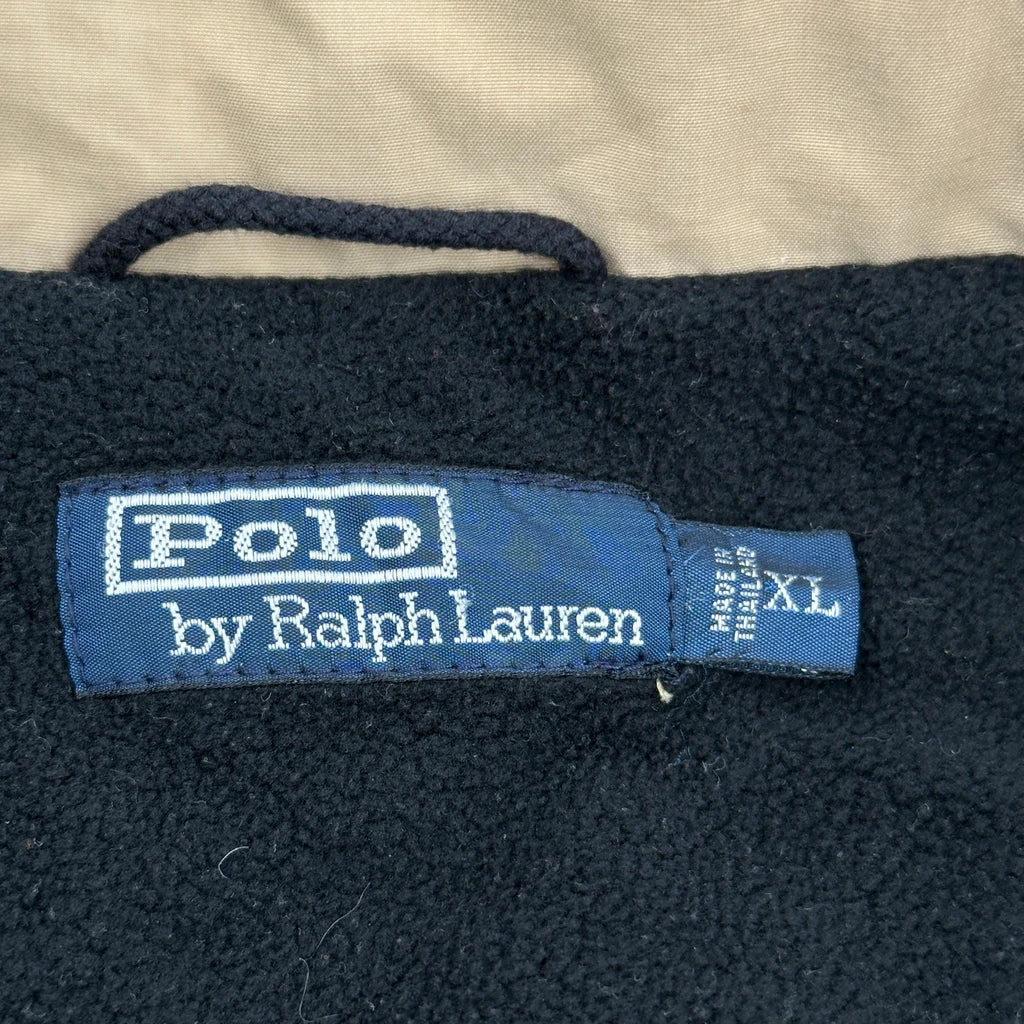 Polo
by Ralph Lauren
MADE IN
THAILAND
XL